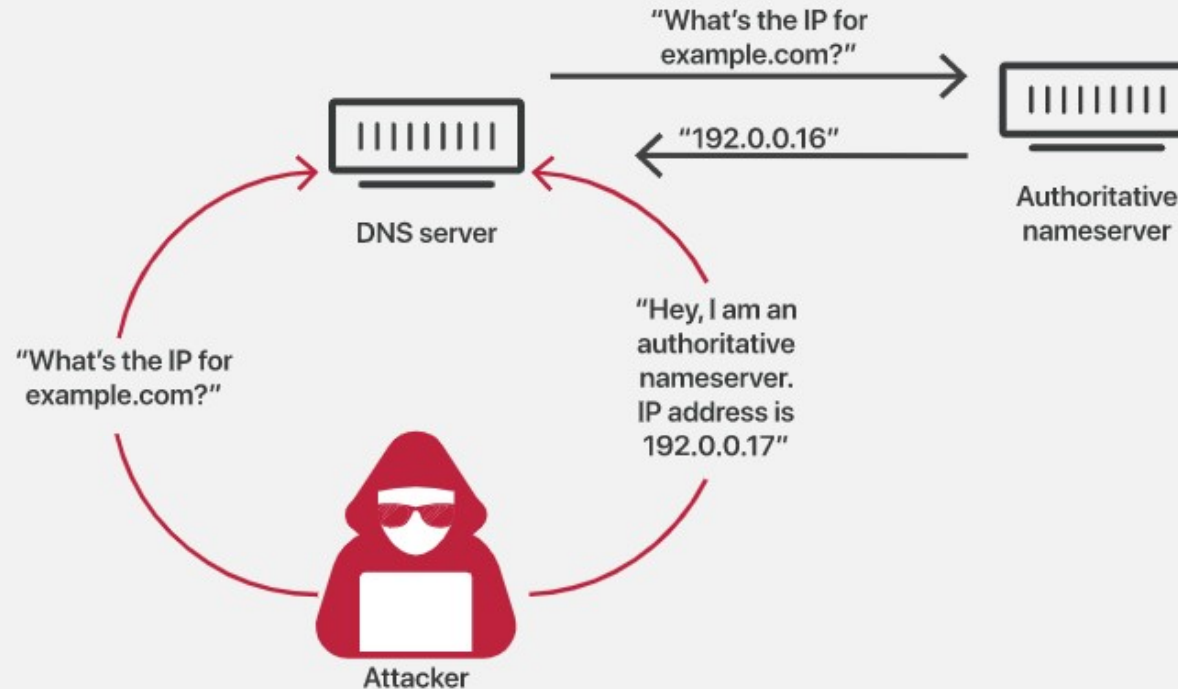 “What’s the IP for
example.com?”
“192.0.0.16”
Authoritative
nameserver
DNS server
“What’s the IP for
example.com?”
“Hey, I am an
authoritative
nameserver.
IP address is
192.0.0.17”
Attacker